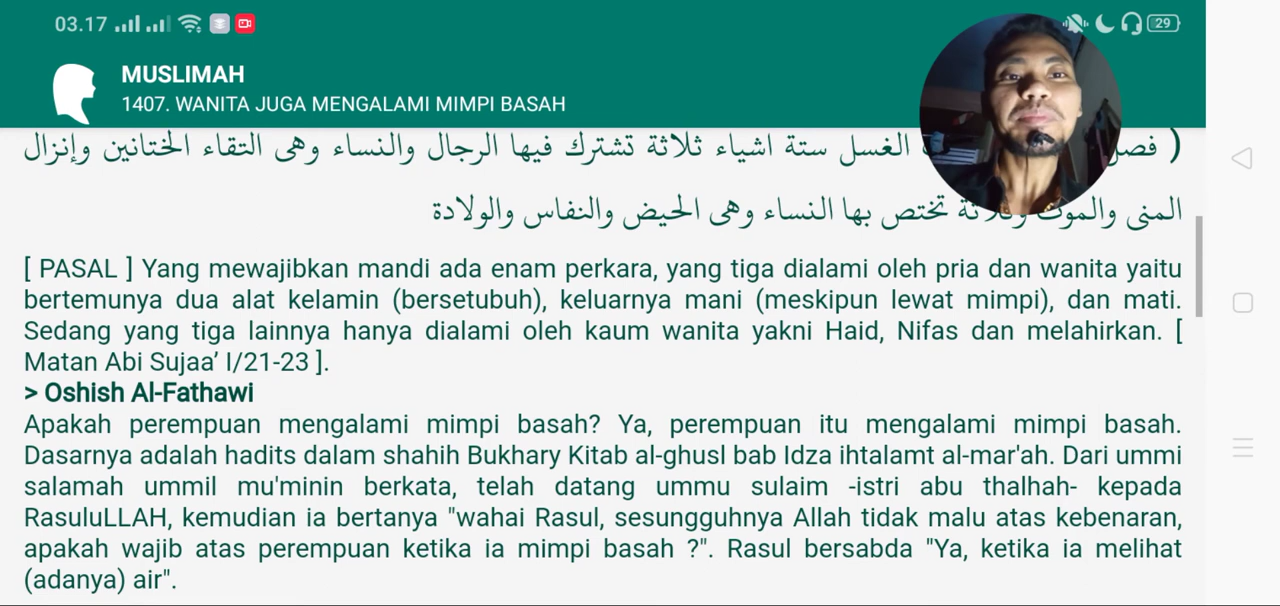 03.17
29
MUSLIMAH
1407. WANITA JUGA MENGALAMI MIMPI BASAH
( فصل الغسل ستة اشياء ثلاثة تشترك فيها الرجال والنساء وهى التقاء الختانين وإنزال
المنى والموت وثلاثة تختص بها النساء وهى الحيض والنفاس والولادة
[ PASAL ] Yang mewajibkan mandi ada enam perkara, yang tiga dialami oleh pria dan wanita yaitu
bertemunya dua alat kelamin (bersetubuh), keluarnya mani (meskipun lewat mimpi), dan mati.
Sedang yang tiga lainnya hanya dialami oleh kaum wanita yakni Haid, Nifas dan melahirkan. [
Matan Abi Sujaa’ I/21-23 ].
> Oshish Al-Fathawi
Apakah perempuan mengalami mimpi basah? Ya, perempuan itu mengalami mimpi basah.
Dasarnya adalah hadits dalam shahih Bukhary Kitab al-ghusl bab Idza ihtalamt al-mar'ah. Dari ummi
salamah ummil mu'minin berkata, telah datang ummu sulaim -istri abu thalhah- kepada
RasuluLLAH, kemudian ia bertanya "wahai Rasul, sesungguhnya Allah tidak malu atas kebenaran,
apakah wajib atas perempuan ketika ia mimpi basah ?". Rasul bersabda "Ya, ketika ia melihat
(adanya) air".